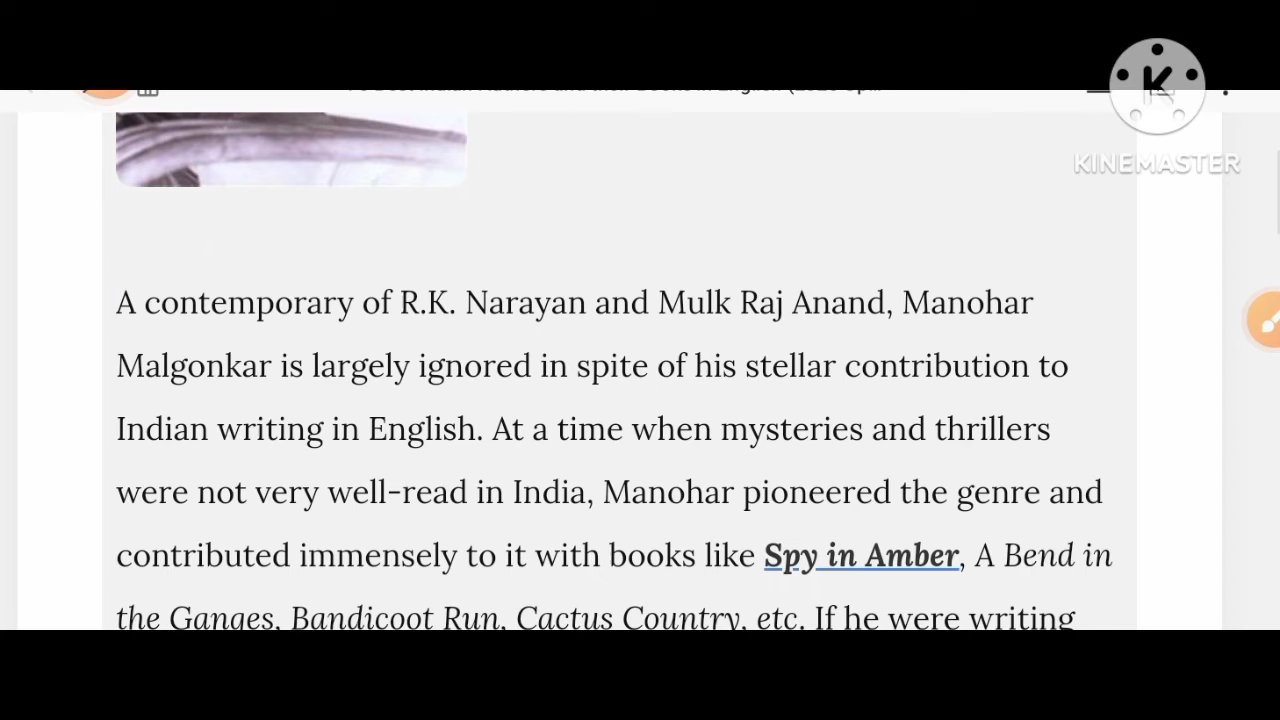 KINEMASTER
A contemporary of R.K. Narayan and Mulk Raj Anand, Manohar
Malgonkar is largely ignored in spite of his stellar contribution to
Indian writing in English. At a time when mysteries and thrillers
were not very well-read in India, Manohar pioneered the genre and
contributed immensely to it with books like Spy in Amber, A Bend in
the Ganges, Bandicoot Run, Cactus Country, etc. If he were writing